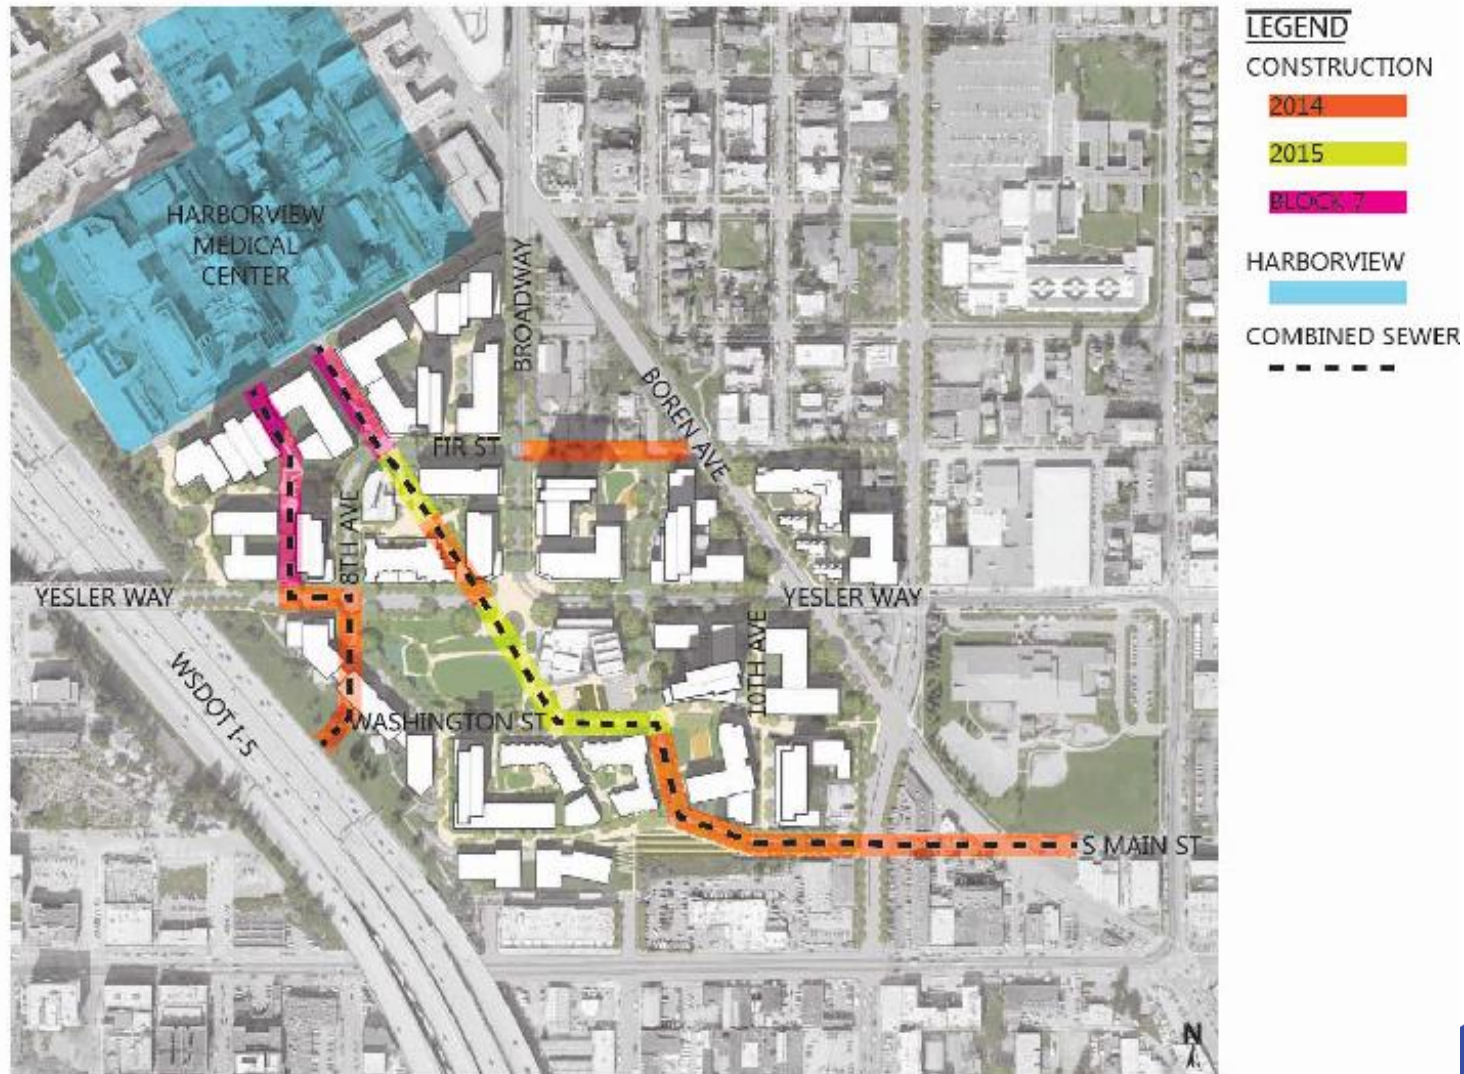 LEGEND
CONSTRUCTION
2014
2015
BLOCK 7
HARBORVIEW
COMBINED SEWER
HARBORVIEW
MEDICAL
CENTER
BROADWAY
BOREN AVE
FIR ST
8TH AVE
YESLER WAY
YESLER WAY
10TH AVE
WSDOT I-5
WASHINGTON ST
S MAIN ST
N